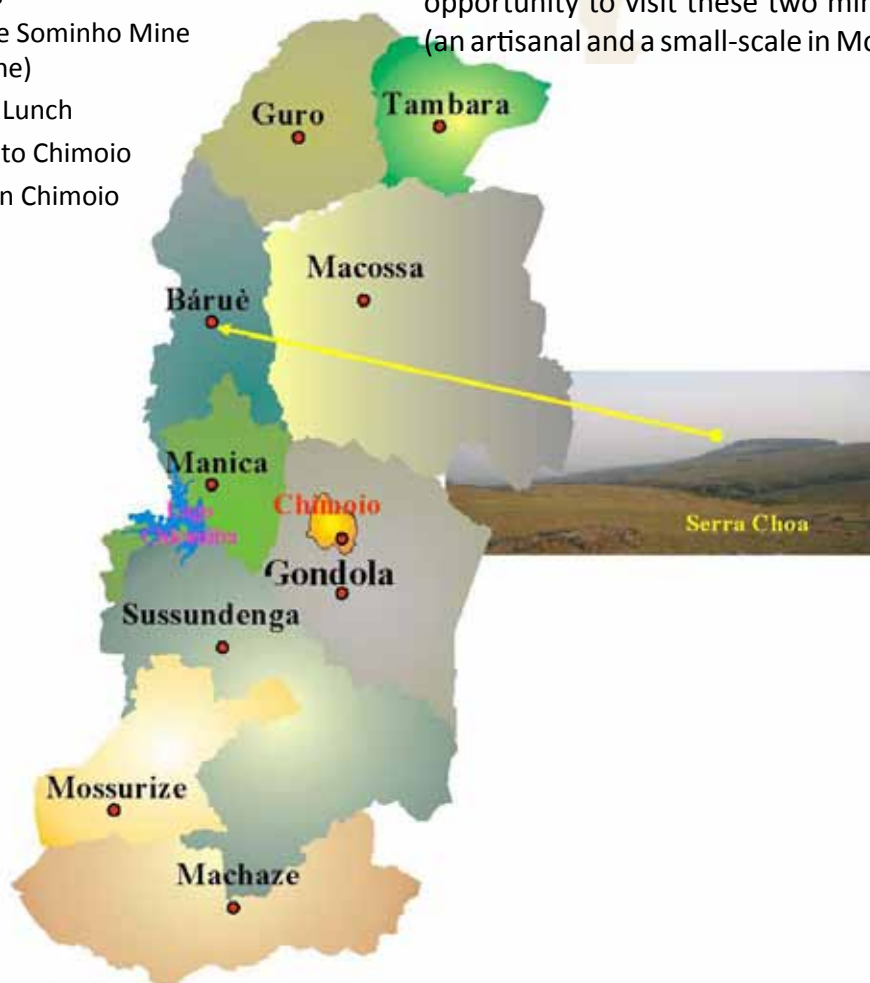 e Sominho Mine
ne)
Lunch
to Chimoio
n Chimoio
opportunity to visit these two min
(an artisanal and a small-scale in Mo
Guro
Tambara
Macossa
Báruè
Manica
Chimoio
Lago
Serra Choa
Gondola
Sussundenga
Mossurize
Machaze